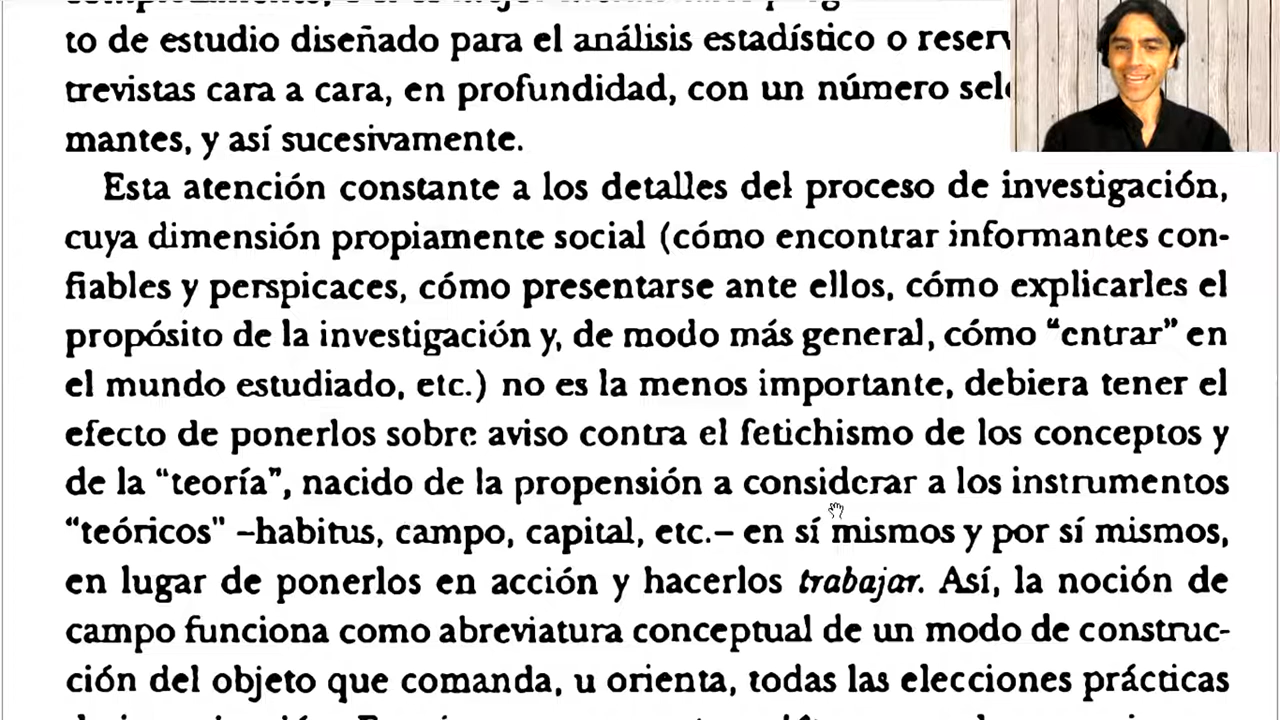 to de estudio diseñado para el análisis estadístico o
trevistas cara a cara, en profundidad, con un número
mantes, y así sucesivamente.
Esta atención constante a los detalles del proceso de investigación,
cuya dimensión propiamente social (cómo encontrar informantes con-
fiables y perspicaces, cómo presentarse ante ellos, cómo explicarles el
propósito de la investigación y, de modo más general, cómo “entrar” en
el mundo estudiado, etc.) no es la menos importante, debiera tener el
efecto de ponerlos sobre aviso contra el fetichismo de los conceptos y
de la “teoría”, nacido de la propensión a considerar a los instrumentos
“teóricos” –habitus, campo, capital, etc.– en sí mismos y por sí mismos,
en lugar de ponerlos en acción y hacerlos trabajar. Así, la noción de
campo funciona como abreviatura conceptual de un modo de construc-
ción del objeto que comanda, u orienta, todas las elecciones prácticas